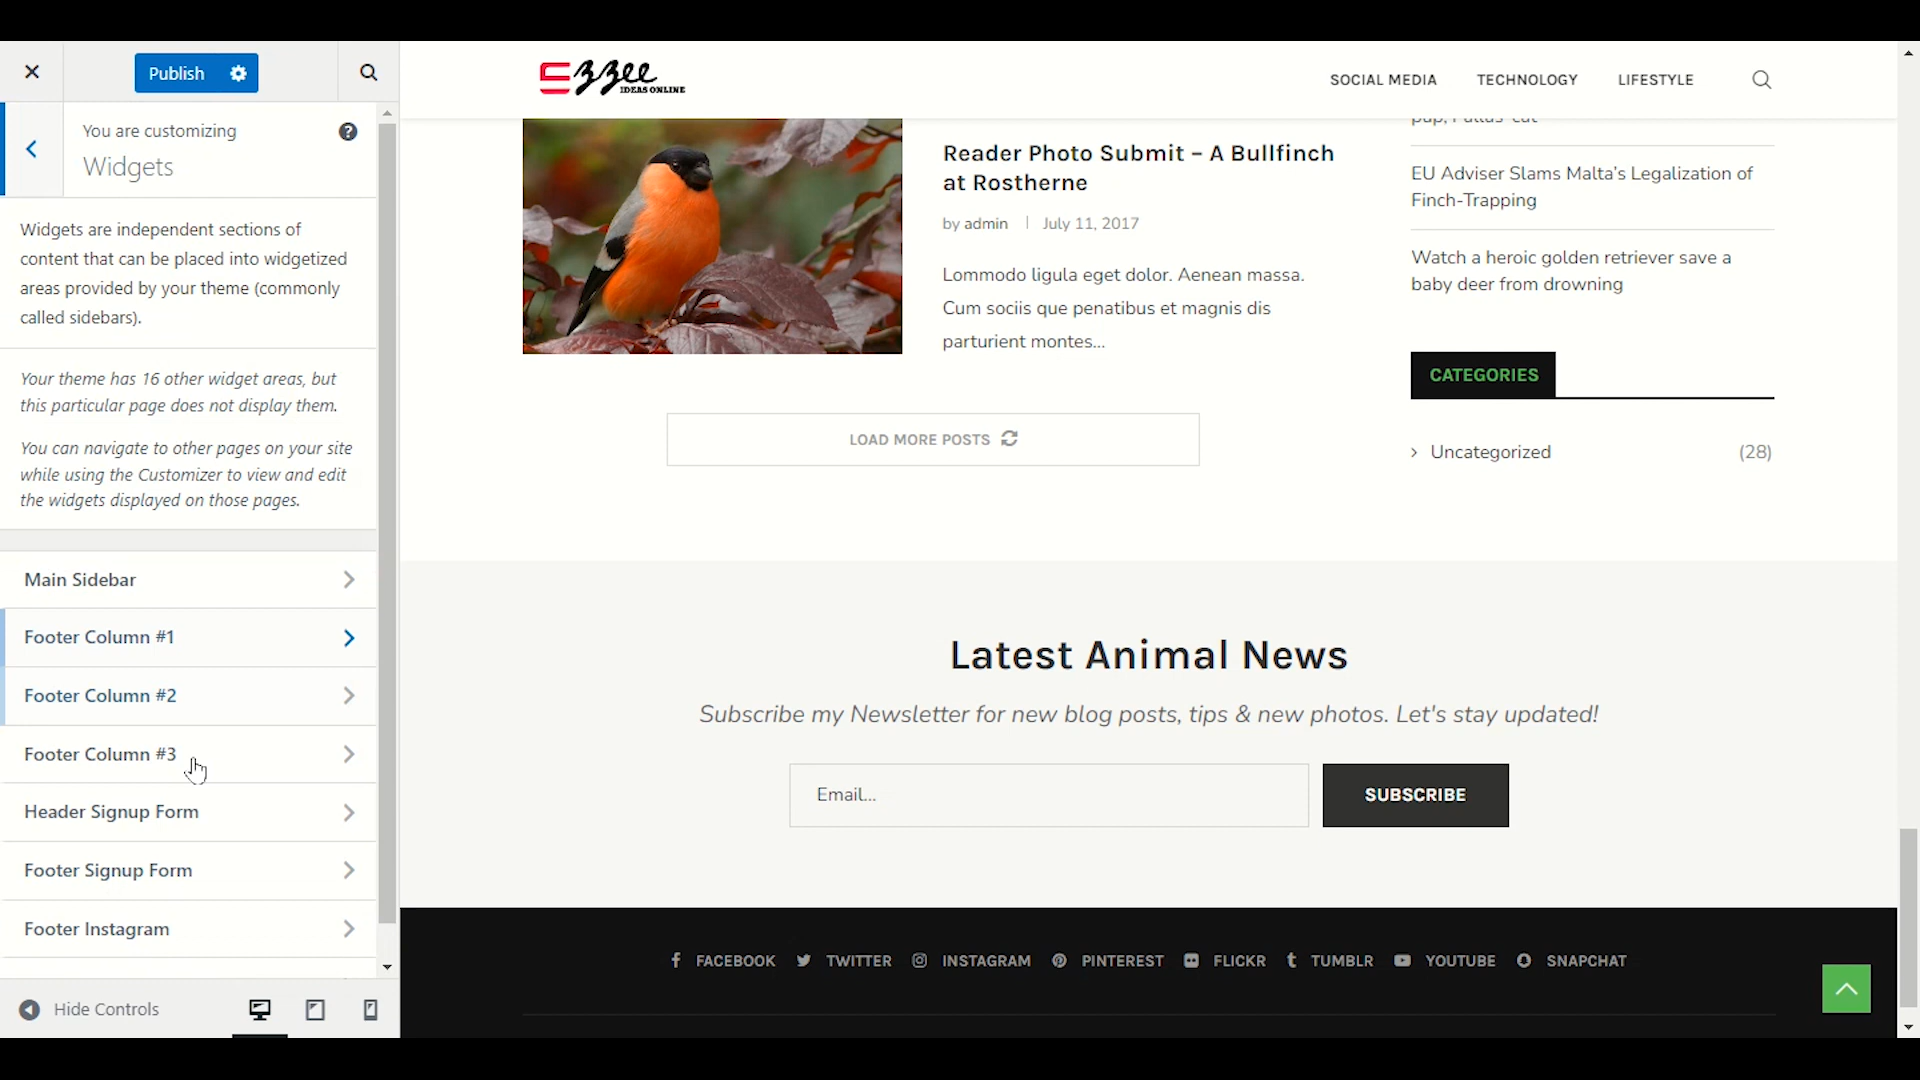 Publish
You are customizing
Widgets
Widgets are independent sections of
content that can be placed into widgetized
areas provided by your theme (commonly
called sidebars).
Your theme has 16 other widget areas, but
this particular page does not display them.
You can navigate to other pages on your site
while using the Customizer to view and edit
the widgets displayed on those pages.
Main Sidebar
Footer Column #1
Footer Column #2
Footer Column #3
Header Signup Form
Footer Signup Form
Footer Instagram
Hide Controls
Ezzee
IDEAS ONLINE
SOCIAL MEDIA
TECHNOLOGY
LIFESTYLE
Reader Photo Submit – A Bullfinch
at Rostherne
by admin
July 11, 2017
Lommodo ligula eget dolor. Aenean massa.
Cum sociis que penatibus et magnis dis
parturient montes...
LOAD MORE POSTS
EU Adviser Slams Malta's Legalization of
Finch-Trapping
Watch a heroic golden retriever save a
baby deer from drowning
CATEGORIES
Uncategorized (28)
Latest Animal News
Subscribe my Newsletter for new blog posts, tips & new photos. Let's stay updated!
Email...
SUBSCRIBE
FACEBOOK TWITTER INSTAGRAM PINTEREST FLICKR TUMBLR YOUTUBE SNAPCHAT